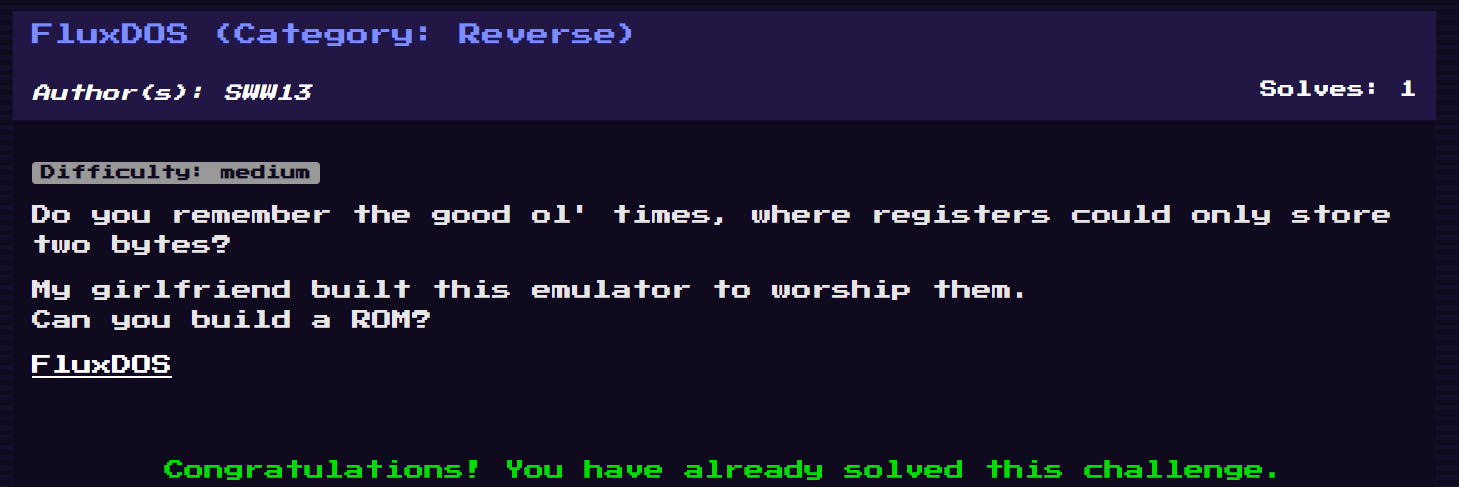 FluxDOS (Category: Reverse)
Author(s): SWW13
Solves: 1
Difficulty: medium
Do you remember the good ol' times, where registers could only store
two bytes?
My girlfriend built this emulator to worship them.
Can you build a ROM?
FluxDOS
Congratulations! You have already solved this challenge.